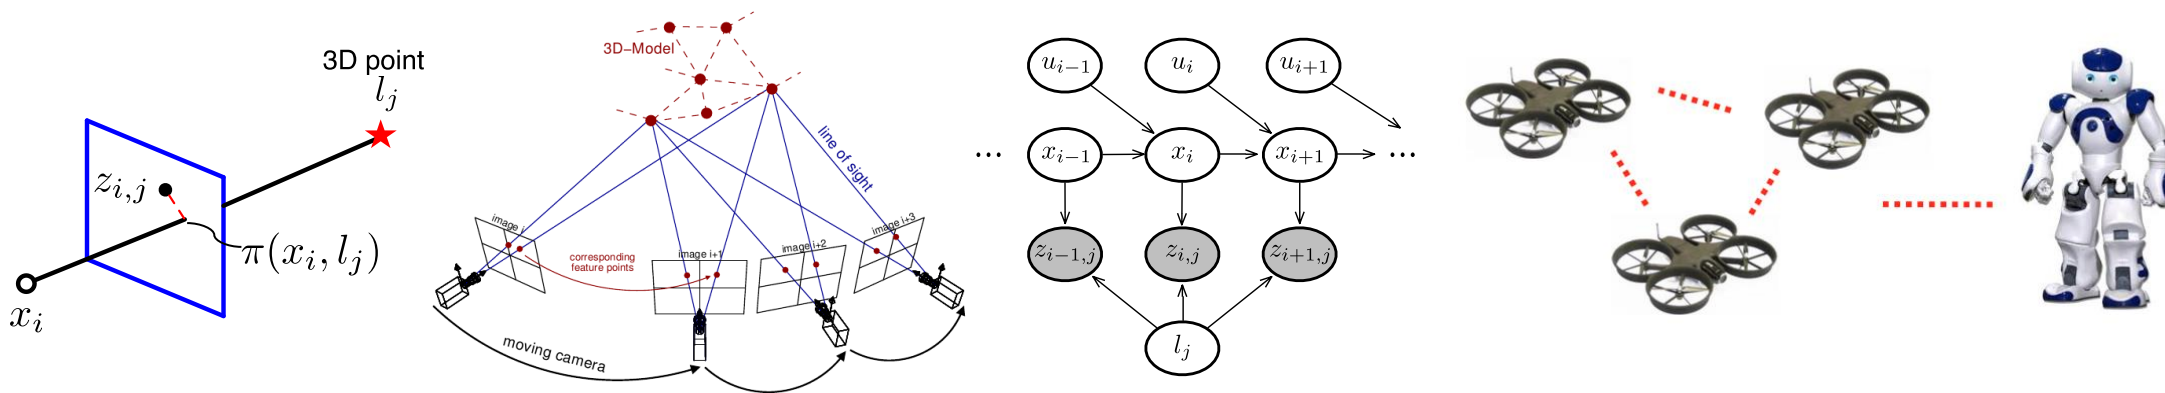 3D point
l_j
z_{i,j}
π(x_i, l_j)
x_i
3D−Model
line of sight
image i
image i+1
image i+2
image i+3
corresponding
feature points
moving camera
u_{i−1}
u_i
u_{i+1}
...
x_{i−1}
x_i
x_{i+1}
...
z_{i−1,j}
z_{i,j}
z_{i+1,j}
l_j